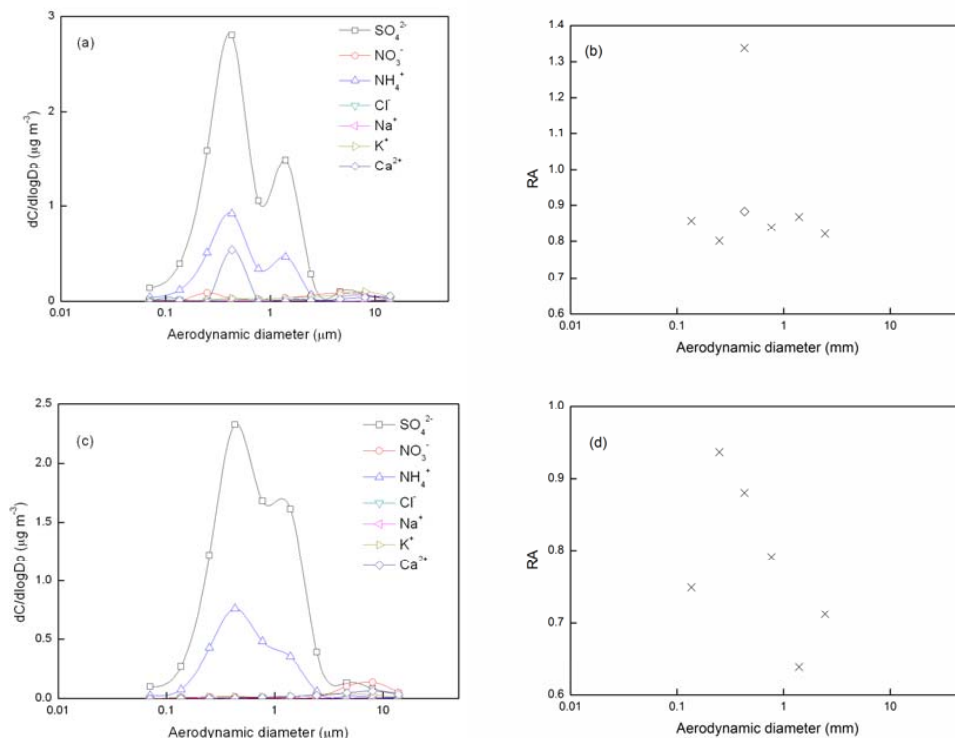 (a)
SO₄²⁻
NO₃⁻
NH₄⁺
Cl⁻
Na⁺
K⁺
Ca²⁺
3
2
1
0
0.01 0.1 1 10
dC/dlogDp (μg m⁻³)
Aerodynamic diameter (μm)
(b)
1.4
1.3
1.2
1.1
1.0
0.9
0.8
0.7
0.6
0.01 0.1 1 10
RA
Aerodynamic diameter (mm)
(c)
SO₄²⁻
NO₃⁻
NH₄⁺
Cl⁻
Na⁺
K⁺
Ca²⁺
2.5
2.0
1.5
1.0
0.5
0.0
0.01 0.1 1 10
dC/dlogDp (μg m⁻³)
Aerodynamic diameter (μm)
(d)
1.0
0.9
0.8
0.7
0.6
0.01 0.1 1 10
RA
Aerodynamic diameter (mm)